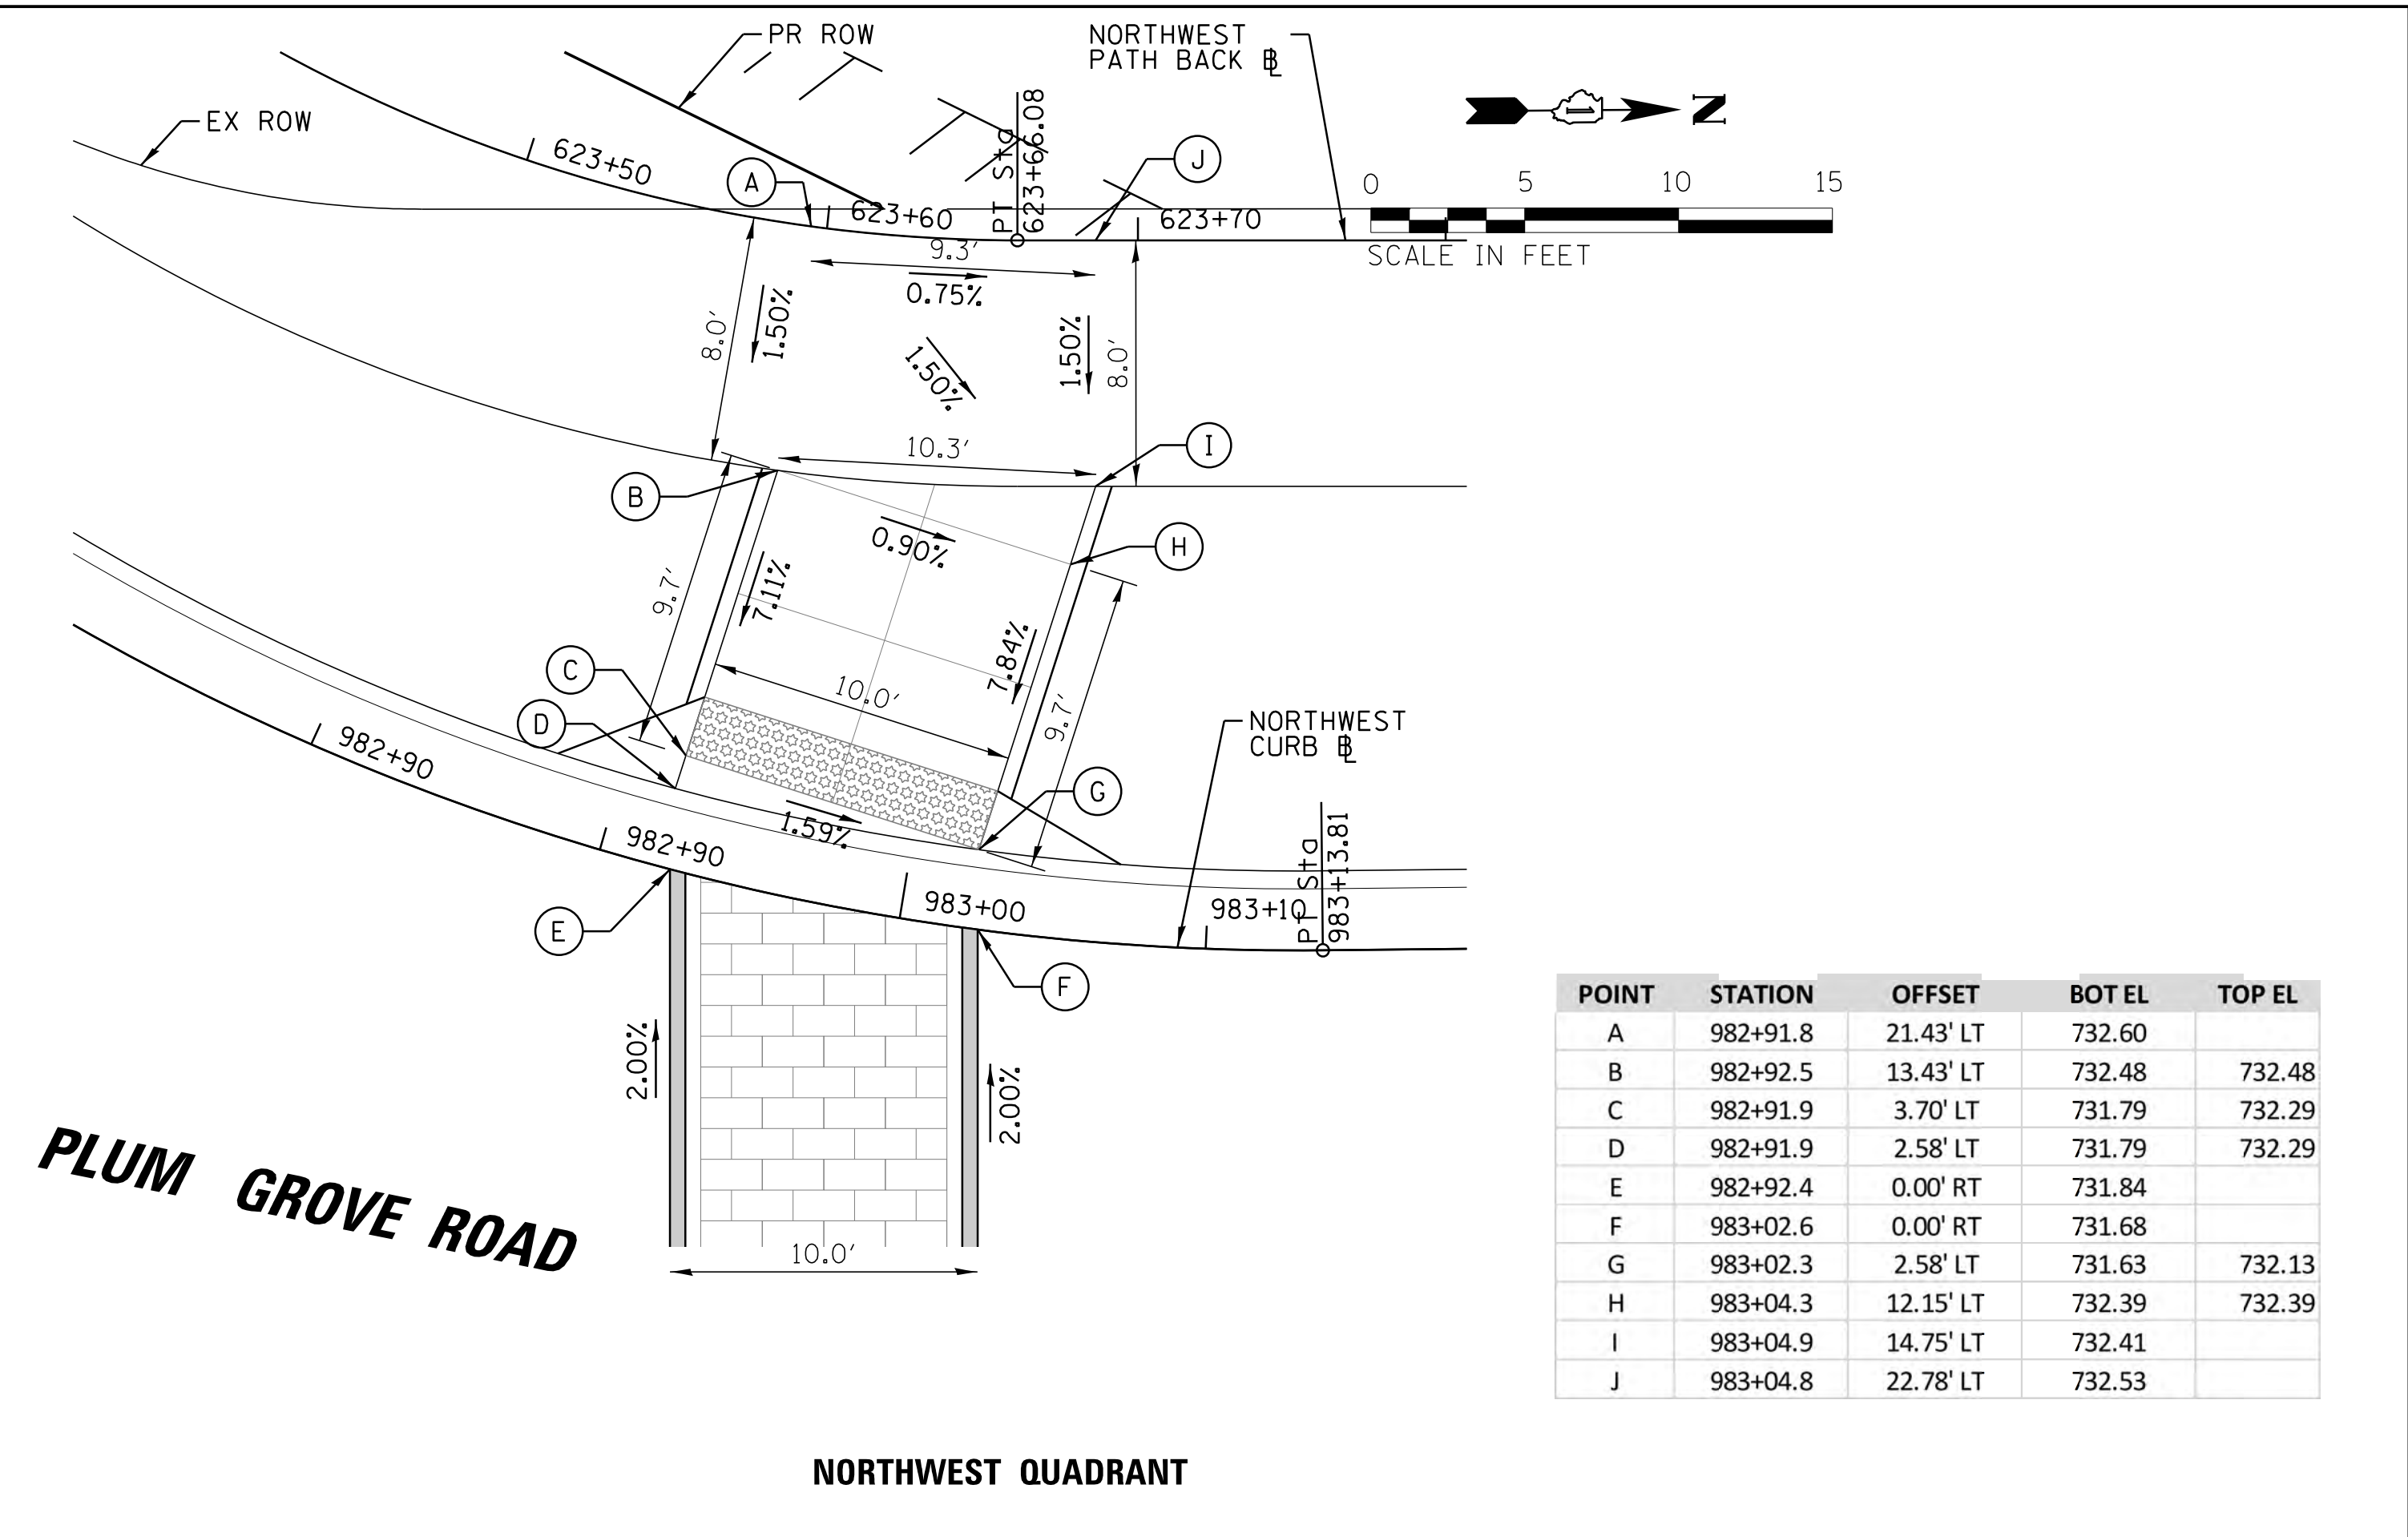 PR ROW
NORTHWEST
PATH BACK BL
EX ROW
623+50
A
623+60
PT Sta
623+66.08
J
623+70
N
0 5 10 15
SCALE IN FEET
9.3'
0.75%
8.0'
1.50%
1.50%
1.50%
8.0'
10.3'
I
B
0.90%
H
9.7'
7.11%
7.84%
C
10.0'
9.7'
D
NORTHWEST
CURB BL
982+90
G
1.59%
982+90
983+00
983+10
PT Sta
983+13.81
E
F
2.00%
2.00%
10.0'
PLUM GROVE ROAD
POINT STATION OFFSET BOT EL TOP EL
A 982+91.8 21.43' LT 732.60
B 982+92.5 13.43' LT 732.48 732.48
C 982+91.9 3.70' LT 731.79 732.29
D 982+91.9 2.58' LT 731.79 732.29
E 982+92.4 0.00' RT 731.84
F 983+02.6 0.00' RT 731.68
G 983+02.3 2.58' LT 731.63 732.13
H 983+04.3 12.15' LT 732.39 732.39
I 983+04.9 14.75' LT 732.41
J 983+04.8 22.78' LT 732.53
NORTHWEST QUADRANT